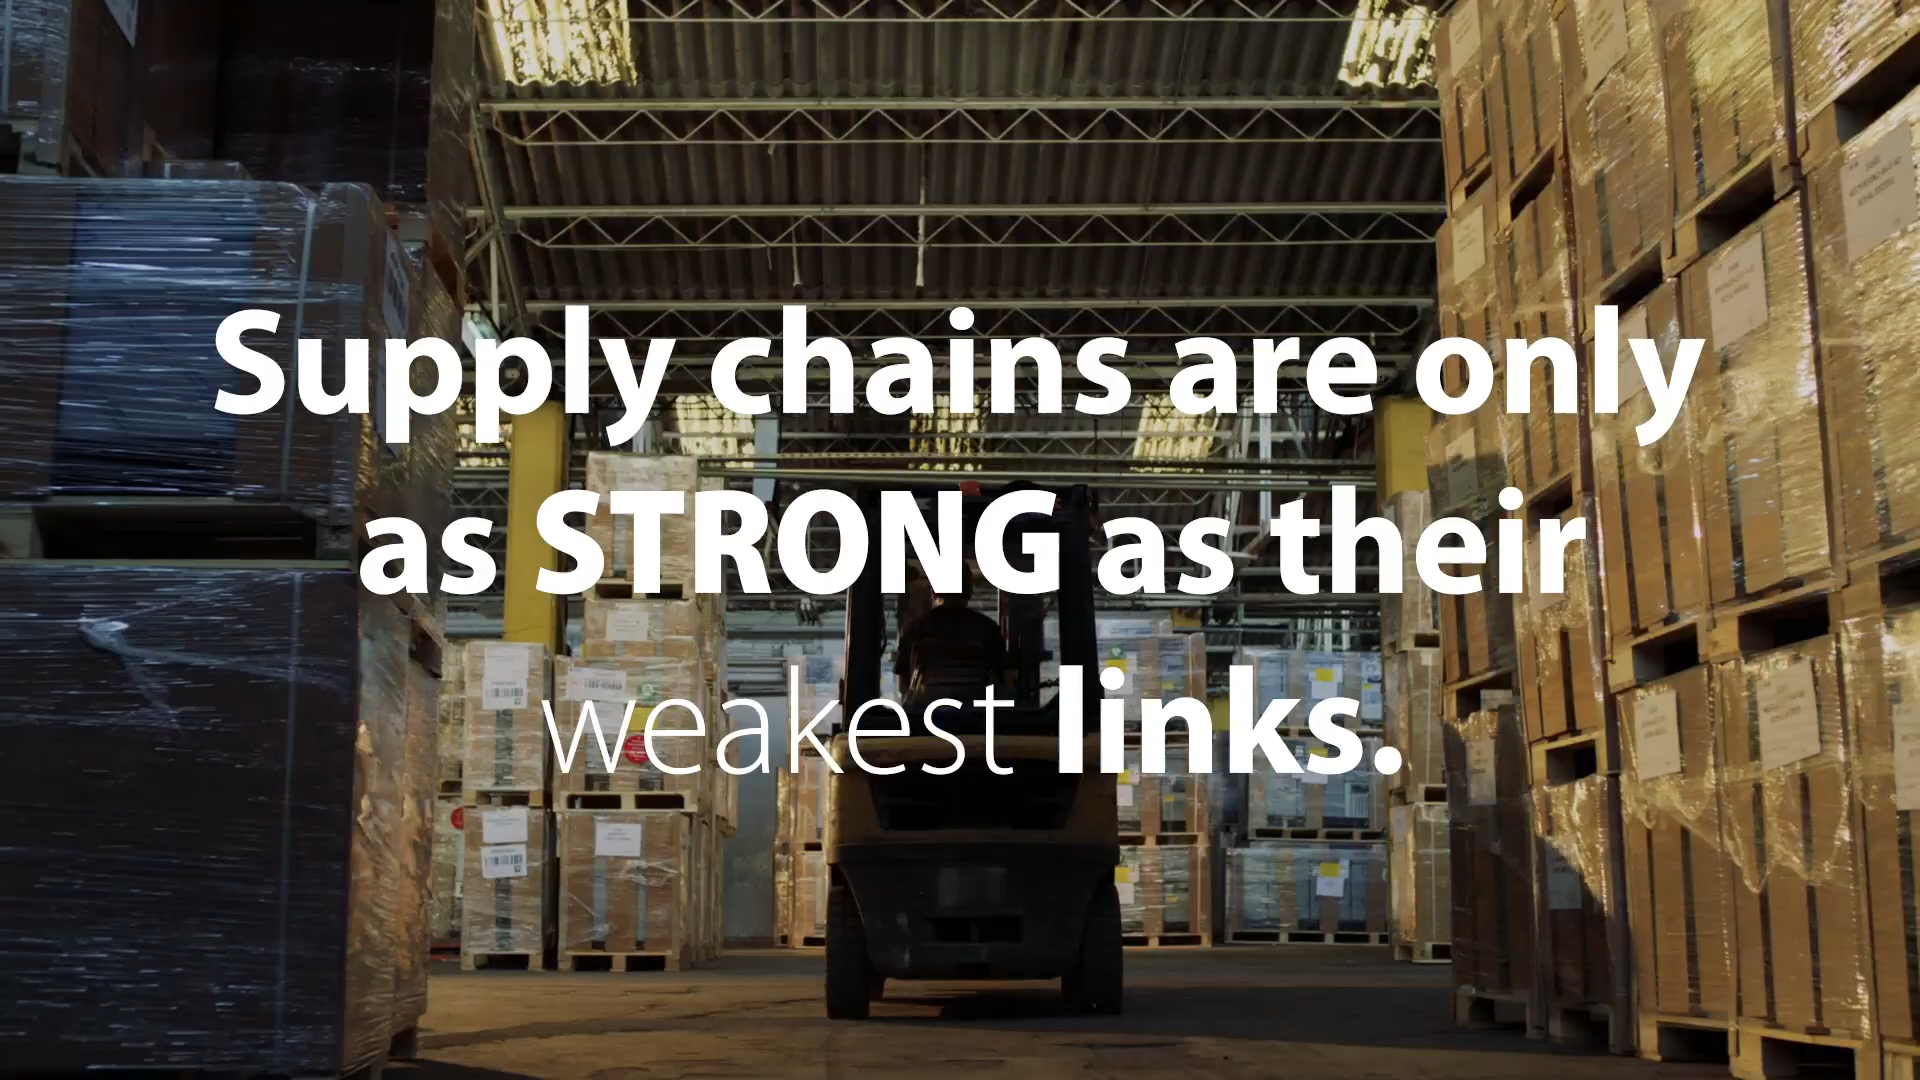 Supply chains are only
as STRONG as their
weakest links.